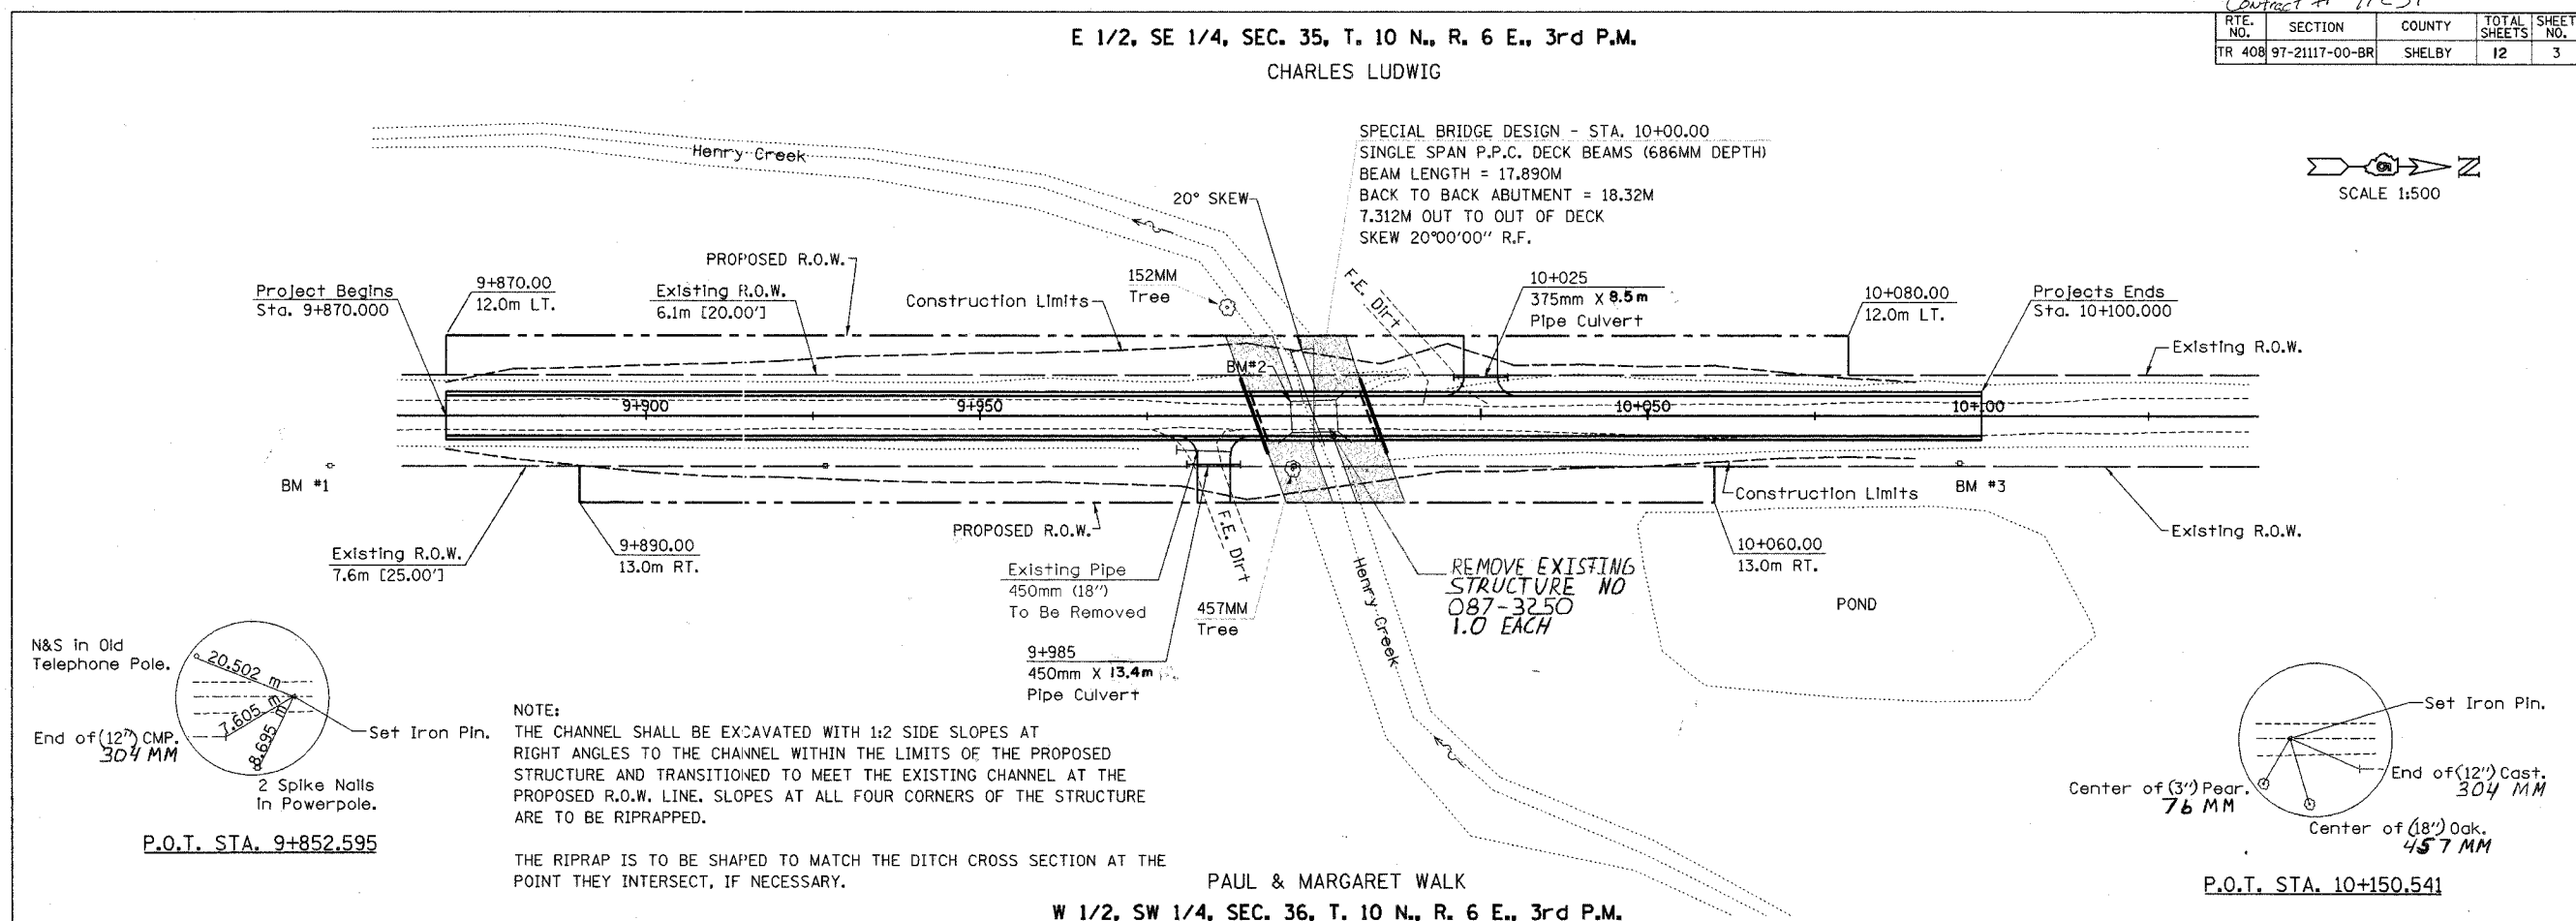 Contract #
RTE. NO. SECTION COUNTY TOTAL SHEETS SHEET NO.
TR 408 97-21117-00-BR SHELBY 12 3
E 1/2, SE 1/4, SEC. 35, T. 10 N., R. 6 E., 3rd P.M.
CHARLES LUDWIG
Henry Creek
SPECIAL BRIDGE DESIGN - STA. 10+00.00
SINGLE SPAN P.P.C. DECK BEAMS (686MM DEPTH)
BEAM LENGTH = 17.890M
BACK TO BACK ABUTMENT = 18.32M
7.312M OUT TO OUT OF DECK
SKEW 20°00'00" R.F.
N
SCALE 1:500
20° SKEW
PROPOSED R.O.W.
Project Begins
Sta. 9+870.000
9+870.00
12.0m LT.
Existing R.O.W.
6.1m [20.00']
Construction Limits
152MM
Tree
F.E. Dirt
10+025
375mm X 8.5m
Pipe Culvert
10+080.00
12.0m LT.
Projects Ends
Sta. 10+100.000
Existing R.O.W.
BM#2
9+900
9+950
10+050
10+100
BM #1
Existing R.O.W.
7.6m [25.00']
9+890.00
13.0m RT.
PROPOSED R.O.W.
F.E. Dirt
Existing Pipe
450mm (18")
To Be Removed
457MM
Tree
9+985
450mm X 13.4m
Pipe Culvert
Henry Creek
REMOVE EXISTING
STRUCTURE NO
087-3250
1.0 EACH
Construction Limits
BM #3
10+060.00
13.0m RT.
Existing R.O.W.
POND
N&S in Old
Telephone Pole.
20.502 m
7.605 m
8.695 m
Set Iron Pin.
End of (12") CMP.
304 MM
2 Spike Nails
in Powerpole.
P.O.T. STA. 9+852.595
NOTE:
THE CHANNEL SHALL BE EXCAVATED WITH 1:2 SIDE SLOPES AT
RIGHT ANGLES TO THE CHANNEL WITHIN THE LIMITS OF THE PROPOSED
STRUCTURE AND TRANSITIONED TO MEET THE EXISTING CHANNEL AT THE
PROPOSED R.O.W. LINE. SLOPES AT ALL FOUR CORNERS OF THE STRUCTURE
ARE TO BE RIPRAPPED.
THE RIPRAP IS TO BE SHAPED TO MATCH THE DITCH CROSS SECTION AT THE
POINT THEY INTERSECT, IF NECESSARY.
Set Iron Pin.
End of (12") Cast.
304 MM
Center of (3") Pear.
76 MM
Center of (18") Oak.
457 MM
P.O.T. STA. 10+150.541
PAUL & MARGARET WALK
W 1/2, SW 1/4, SEC. 36, T. 10 N., R. 6 E., 3rd P.M.